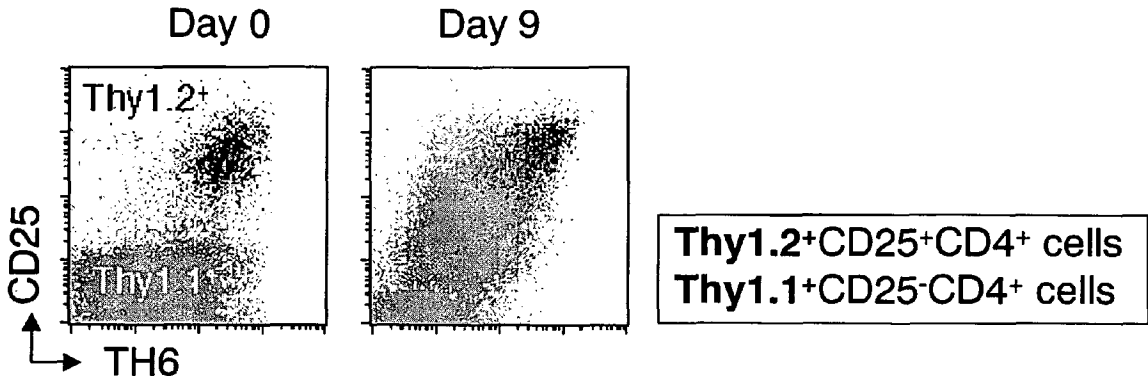 Day 0
Day 9
Thy1.2⁺
Thy1.1⁺
CD25
TH6
Thy1.2⁺CD25⁺CD4⁺ cells
Thy1.1⁺CD25⁻CD4⁺ cells